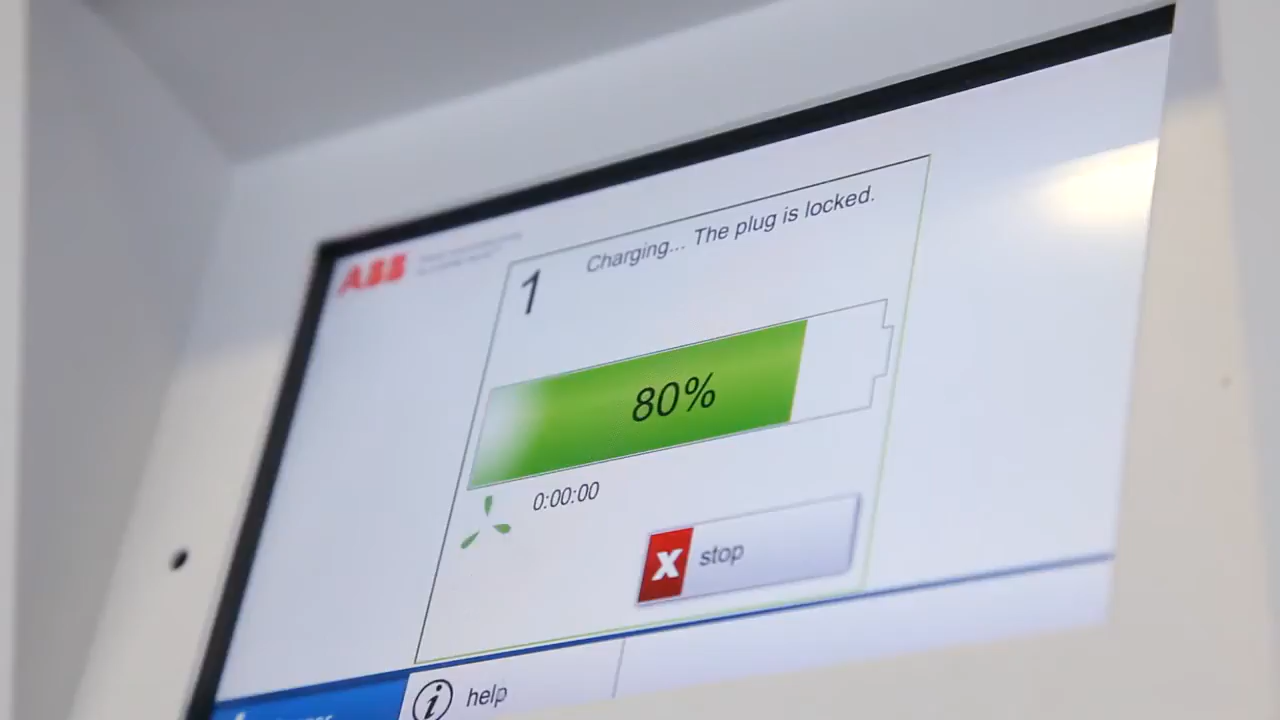 ABB
1
Charging... The plug is locked.
80%
0:00:00
X stop
i help